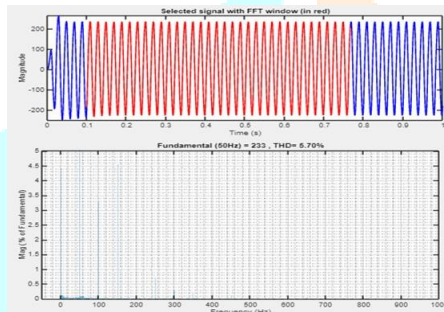 Selected signal with FFT window (in red)
Magnitude
200
100
0
-100
-200
0 0.1 0.2 0.3 0.4 0.5 0.6 0.7 0.8 0.9 1
Time (s)
Fundamental (50Hz) = 233 , THD= 5.70%
Mag (% of Fundamental)
5
4.5
4
3.5
3
2.5
2
1.5
1
0.5
0
0 100 200 300 400 500 600 700 800 900 1000
Frequency (Hz)